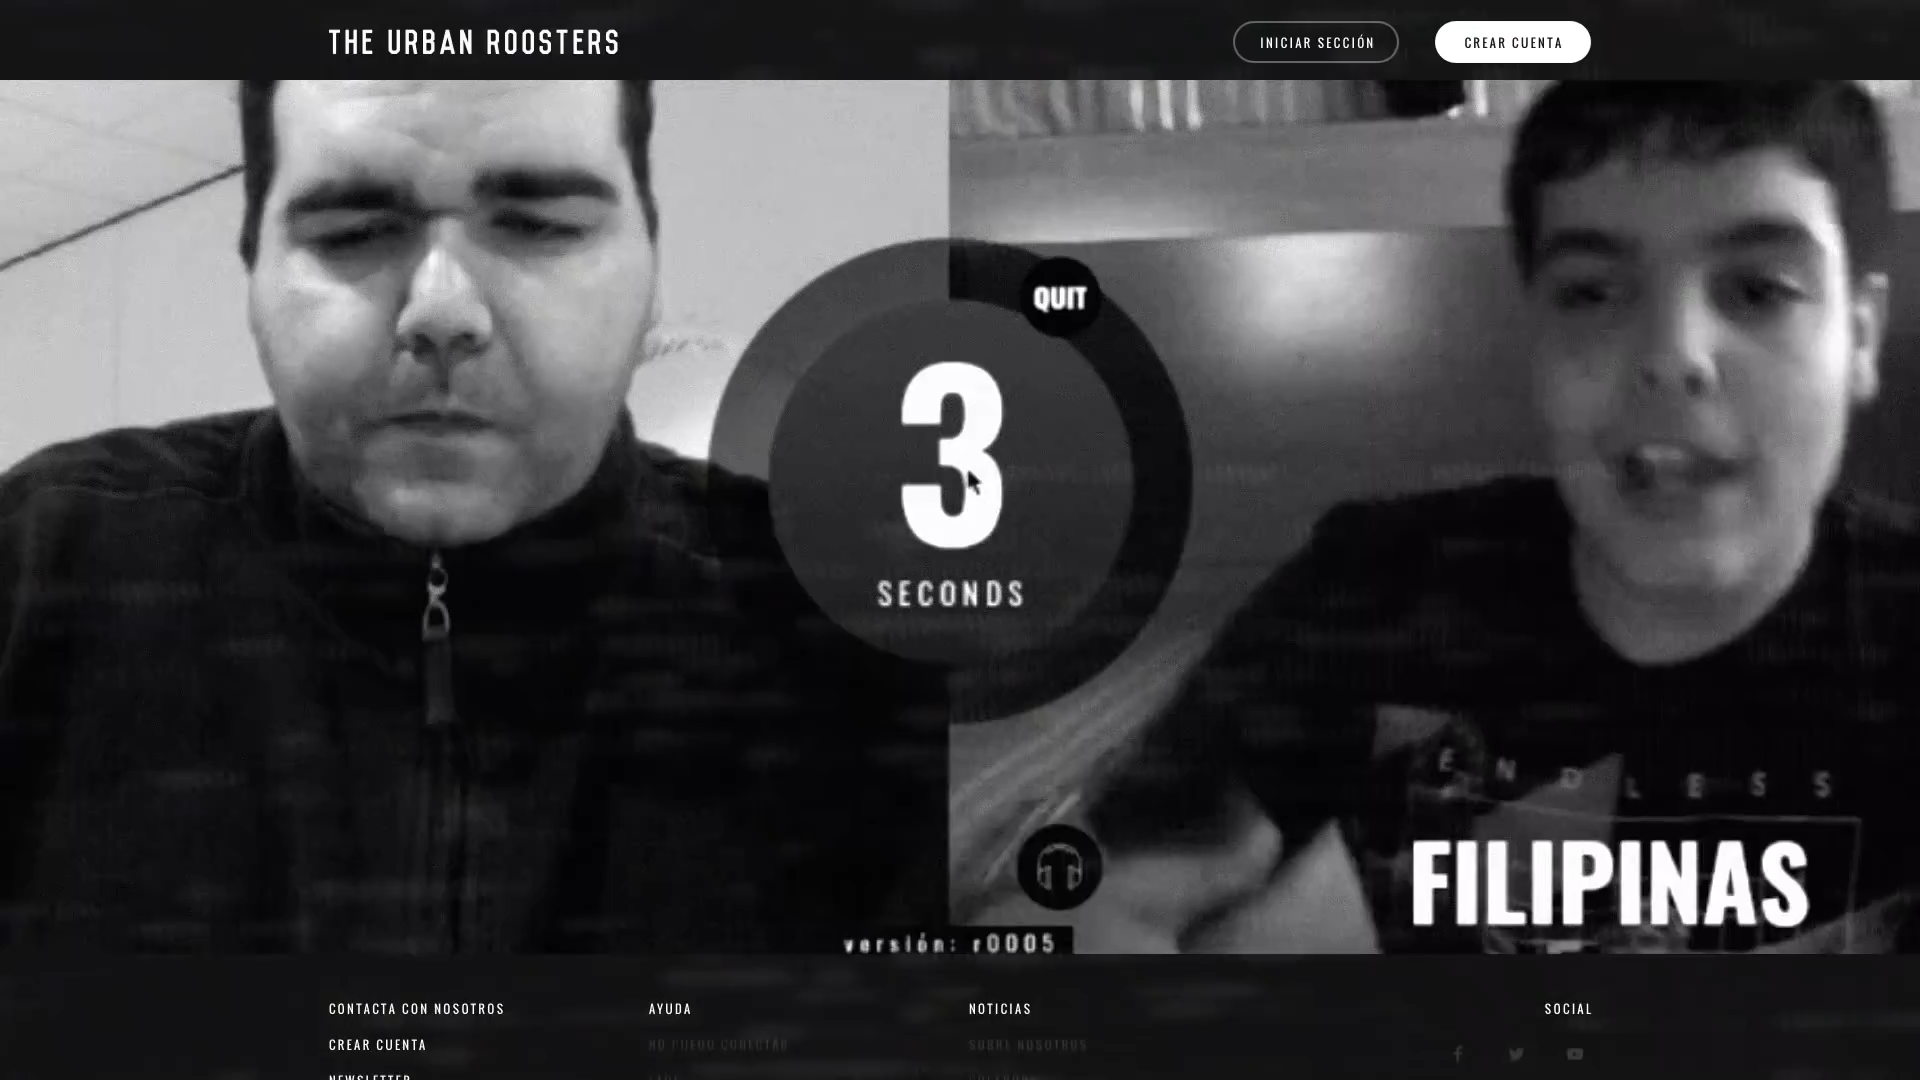 THE URBAN ROOSTERS
INICIAR SECCIÓN
CREAR CUENTA
QUIT
3
SECONDS
ENDLESS
FILIPINAS
versión: r0005
CONTACTA CON NOSOTROS
AYUDA
NOTICIAS
SOCIAL
CREAR CUENTA
NO PUEDO CONECTAR
SOBRE NOSOTROS
NEWSLETTER